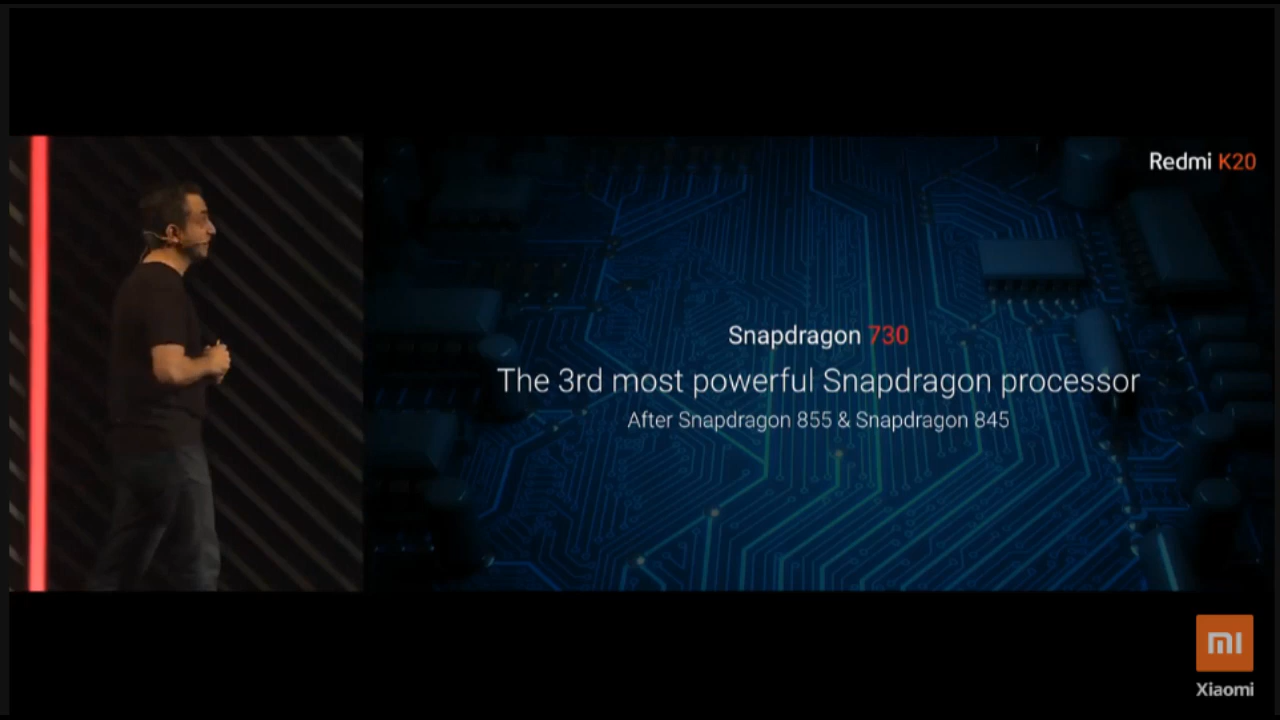 Redmi K20
Snapdragon 730
The 3rd most powerful Snapdragon processor
After Snapdragon 855 & Snapdragon 845
mi
Xiaomi